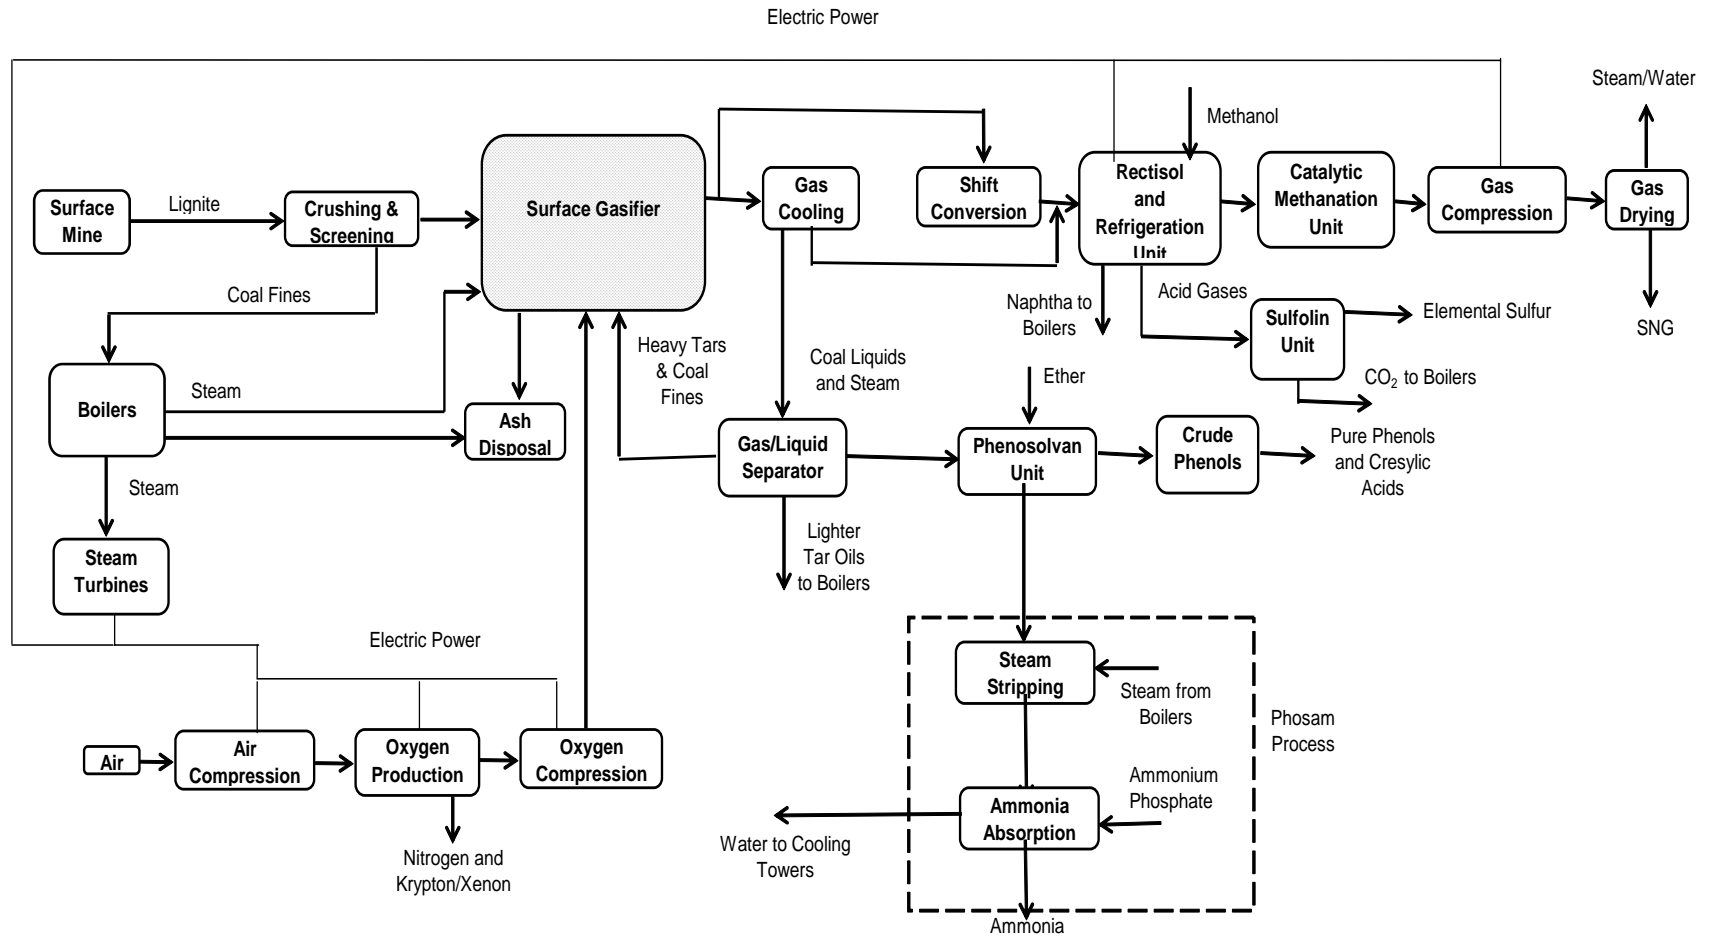 Electric Power
Steam/Water
Methanol
Surface
Mine
Lignite
Crushing &
Screening
Surface Gasifier
Gas
Cooling
Shift
Conversion
Rectisol
and
Refrigeration
Unit
Catalytic
Methanation
Unit
Gas
Compression
Gas
Drying
Coal Fines
Naphtha to
Boilers
Acid Gases
Sulfolin
Unit
Elemental Sulfur
SNG
Heavy Tars
& Coal
Fines
Coal Liquids
and Steam
Ether
CO₂ to Boilers
Boilers
Steam
Ash
Disposal
Gas/Liquid
Separator
Phenosolvan
Unit
Crude
Phenols
Pure Phenols
and Cresylic
Acids
Steam
Lighter
Tar Oils
to Boilers
Steam
Turbines
Electric Power
Steam
Stripping
Steam from
Boilers
Phosam
Process
Air
Air
Compression
Oxygen
Production
Oxygen
Compression
Ammonium
Phosphate
Ammonia
Absorption
Water to Cooling
Towers
Nitrogen and
Krypton/Xenon
Ammonia